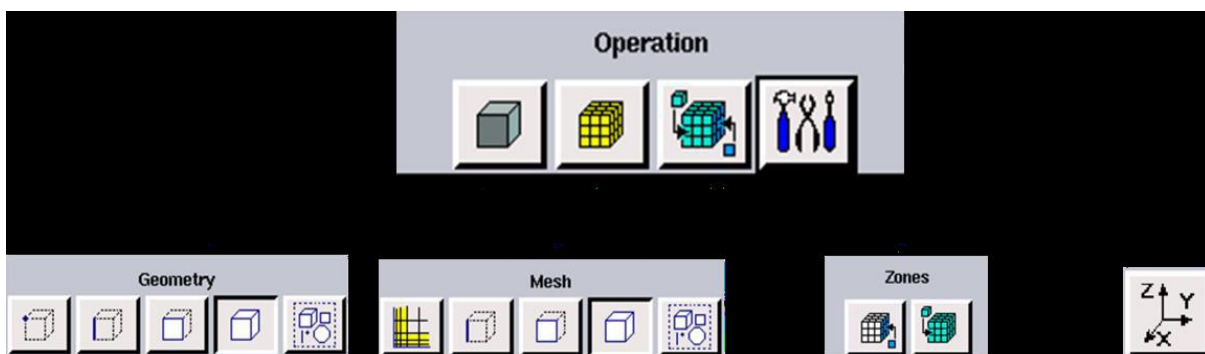 Operation
Geometry
Mesh
Zones
Z
Y
X